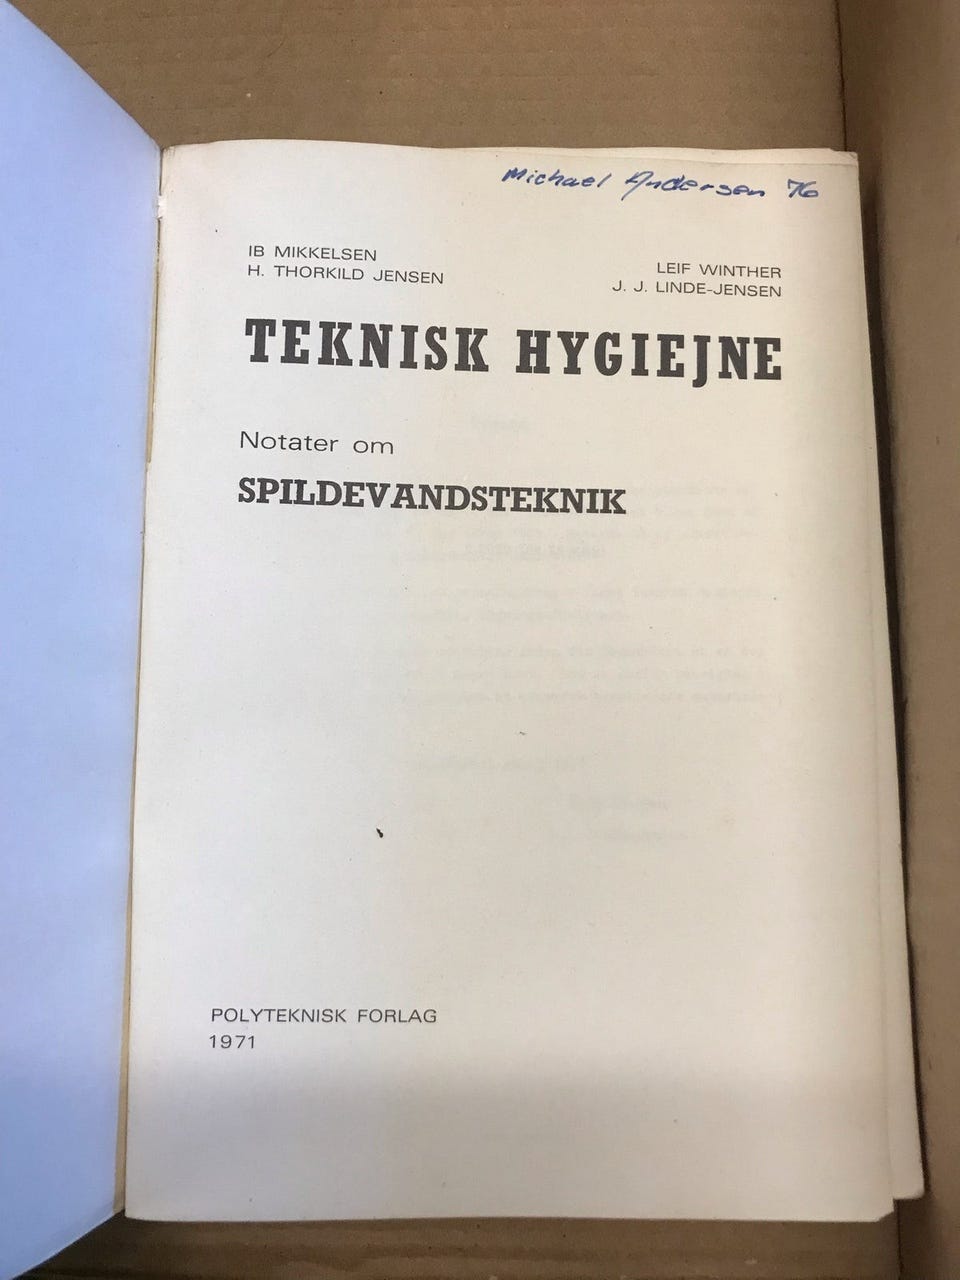 Michael Andersen 76
IB MIKKELSEN
H. THORKILD JENSEN
LEIF WINTHER
J. J. LINDE-JENSEN
TEKNISK HYGIEJNE
Notater om
SPILDEVANDSTEKNIK
POLYTEKNISK FORLAG
1971